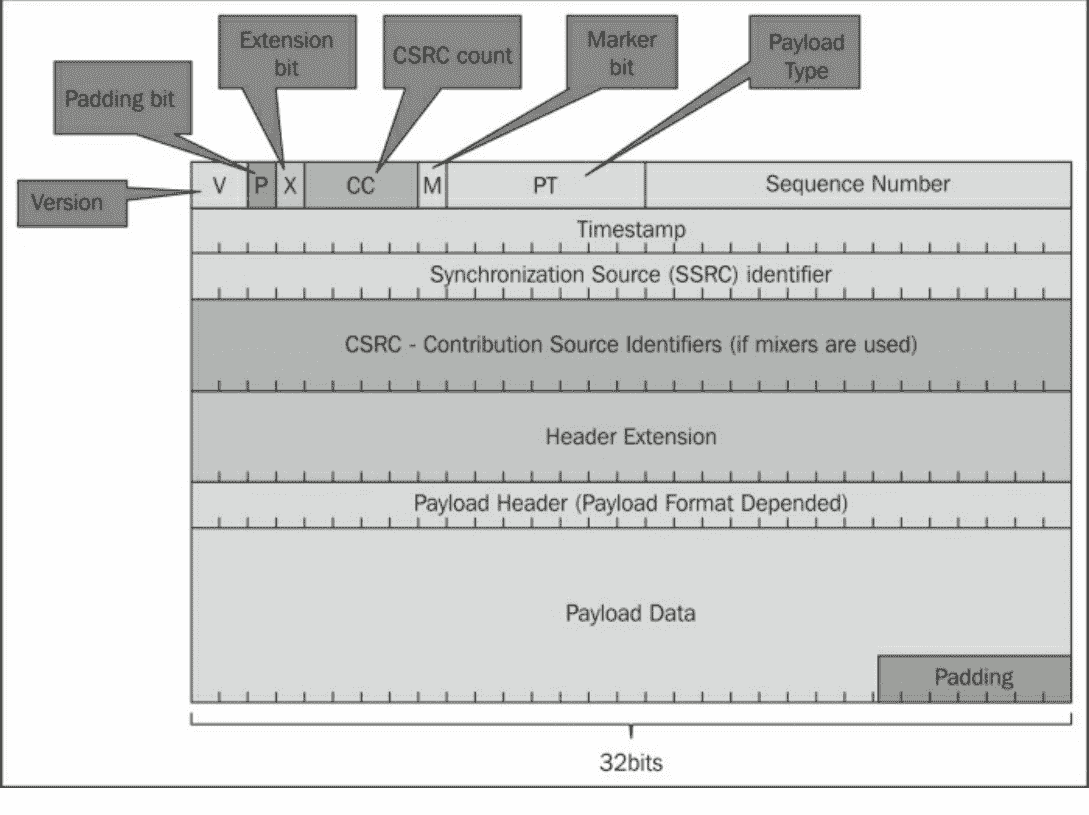 Extension
bit
CSRC count
Marker
bit
Payload
Type
Padding bit
Version
V P X CC M PT Sequence Number
Timestamp
Synchronization Source (SSRC) identifier
CSRC - Contribution Source Identifiers (if mixers are used)
Header Extension
Payload Header (Payload Format Depended)
Payload Data
Padding
32bits